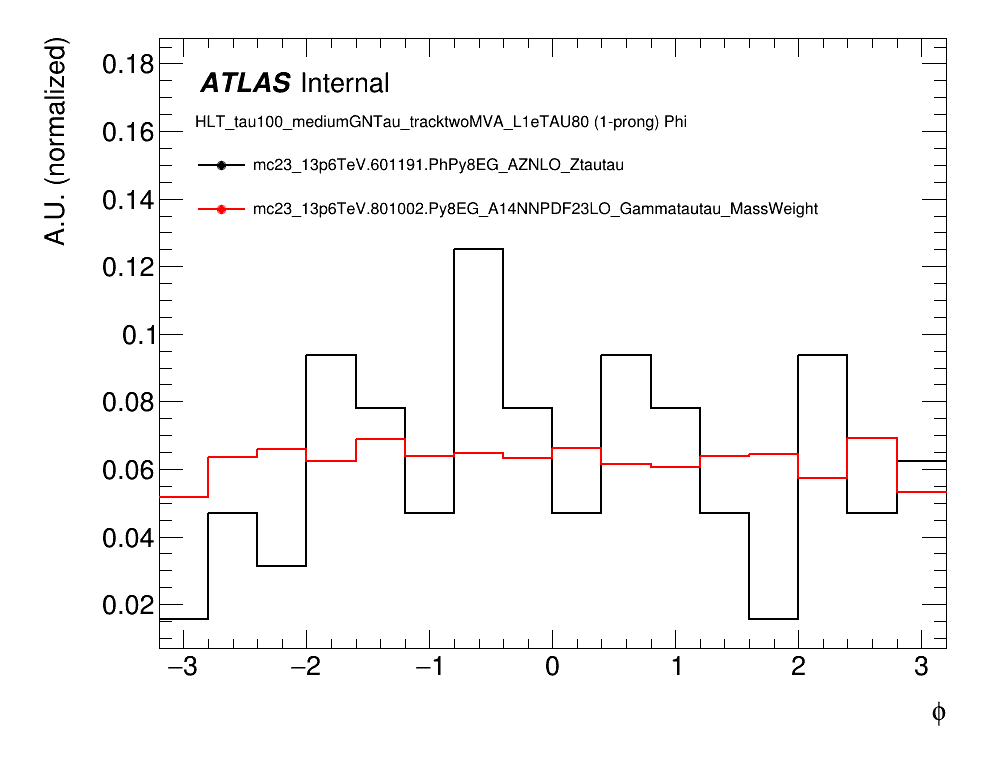 A.U. (normalized)
0.18
0.16
0.14
0.12
0.1
0.08
0.06
0.04
0.02
ATLAS Internal
HLT_tau100_mediumGNTau_tracktwoMVA_L1eTAU80 (1-prong) Phi
mc23_13p6TeV.601191.PhPy8EG_AZNLO_Ztautau
mc23_13p6TeV.801002.Py8EG_A14NNPDF23LO_Gammatautau_MassWeight
−3 −2 −1 0 1 2 3
ϕ